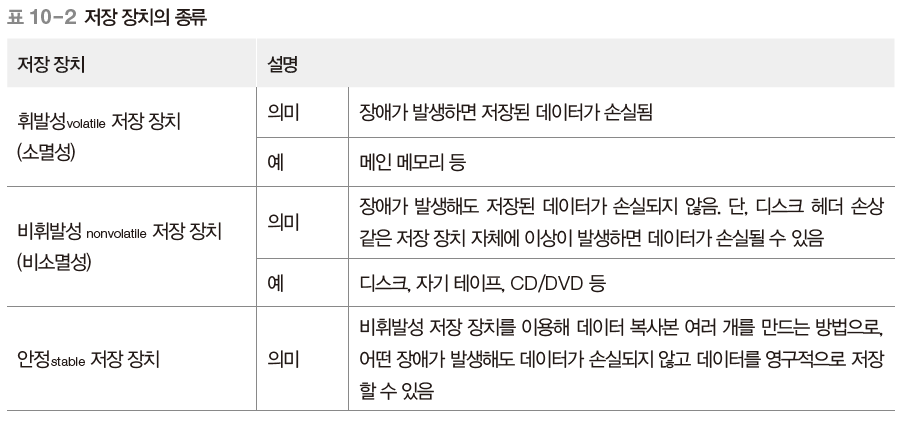 표 10-2 저장 장치의 종류
저장 장치 설명
휘발성volatile 저장 장치
(소멸성)
의미 장애가 발생하면 저장된 데이터가 손실됨
예 메인 메모리 등
비휘발성 nonvolatile 저장 장치
(비소멸성)
의미 장애가 발생해도 저장된 데이터가 손실되지 않음. 단, 디스크 헤더 손상
같은 저장 장치 자체에 이상이 발생하면 데이터가 손실될 수 있음
예 디스크, 자기 테이프, CD/DVD 등
안정stable 저장 장치
의미 비휘발성 저장 장치를 이용해 데이터 복사본 여러 개를 만드는 방법으로,
어떤 장애가 발생해도 데이터가 손실되지 않고 데이터를 영구적으로 저장
할 수 있음